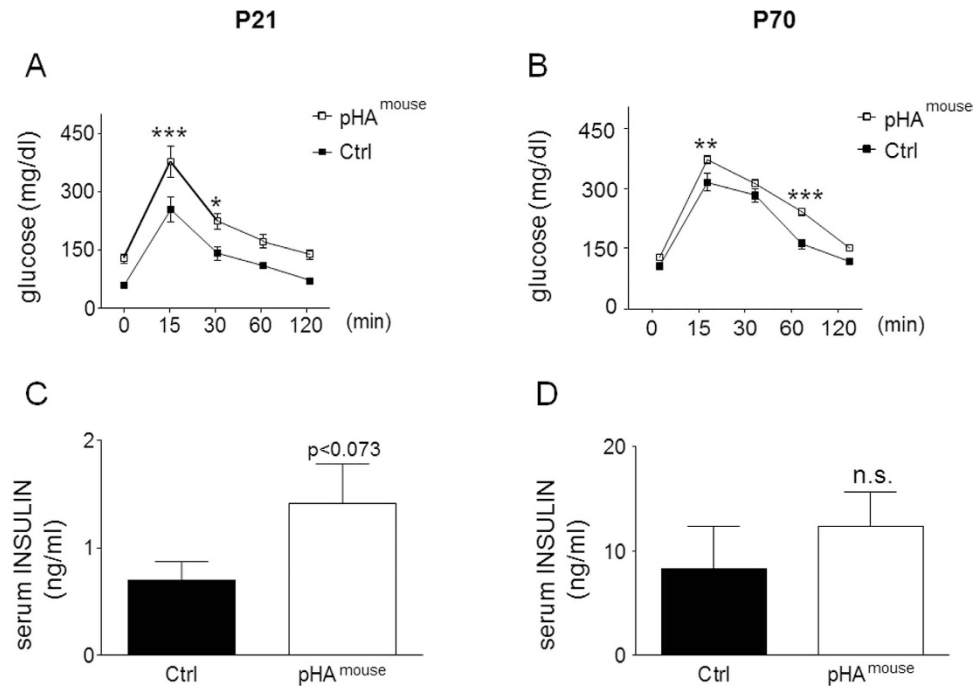 P21
P70
A
B
glucose (mg/dl)
450
300
150
0
***
*
pHA mouse
Ctrl
0 15 30 60 120 (min)
glucose (mg/dl)
450
300
150
0
**
***
pHA mouse
Ctrl
0 15 30 60 120 (min)
C
D
serum INSULIN
(ng/ml)
2
1
0
p<0.073
Ctrl pHA mouse
serum INSULIN
(ng/ml)
20
10
0
n.s.
Ctrl pHA mouse